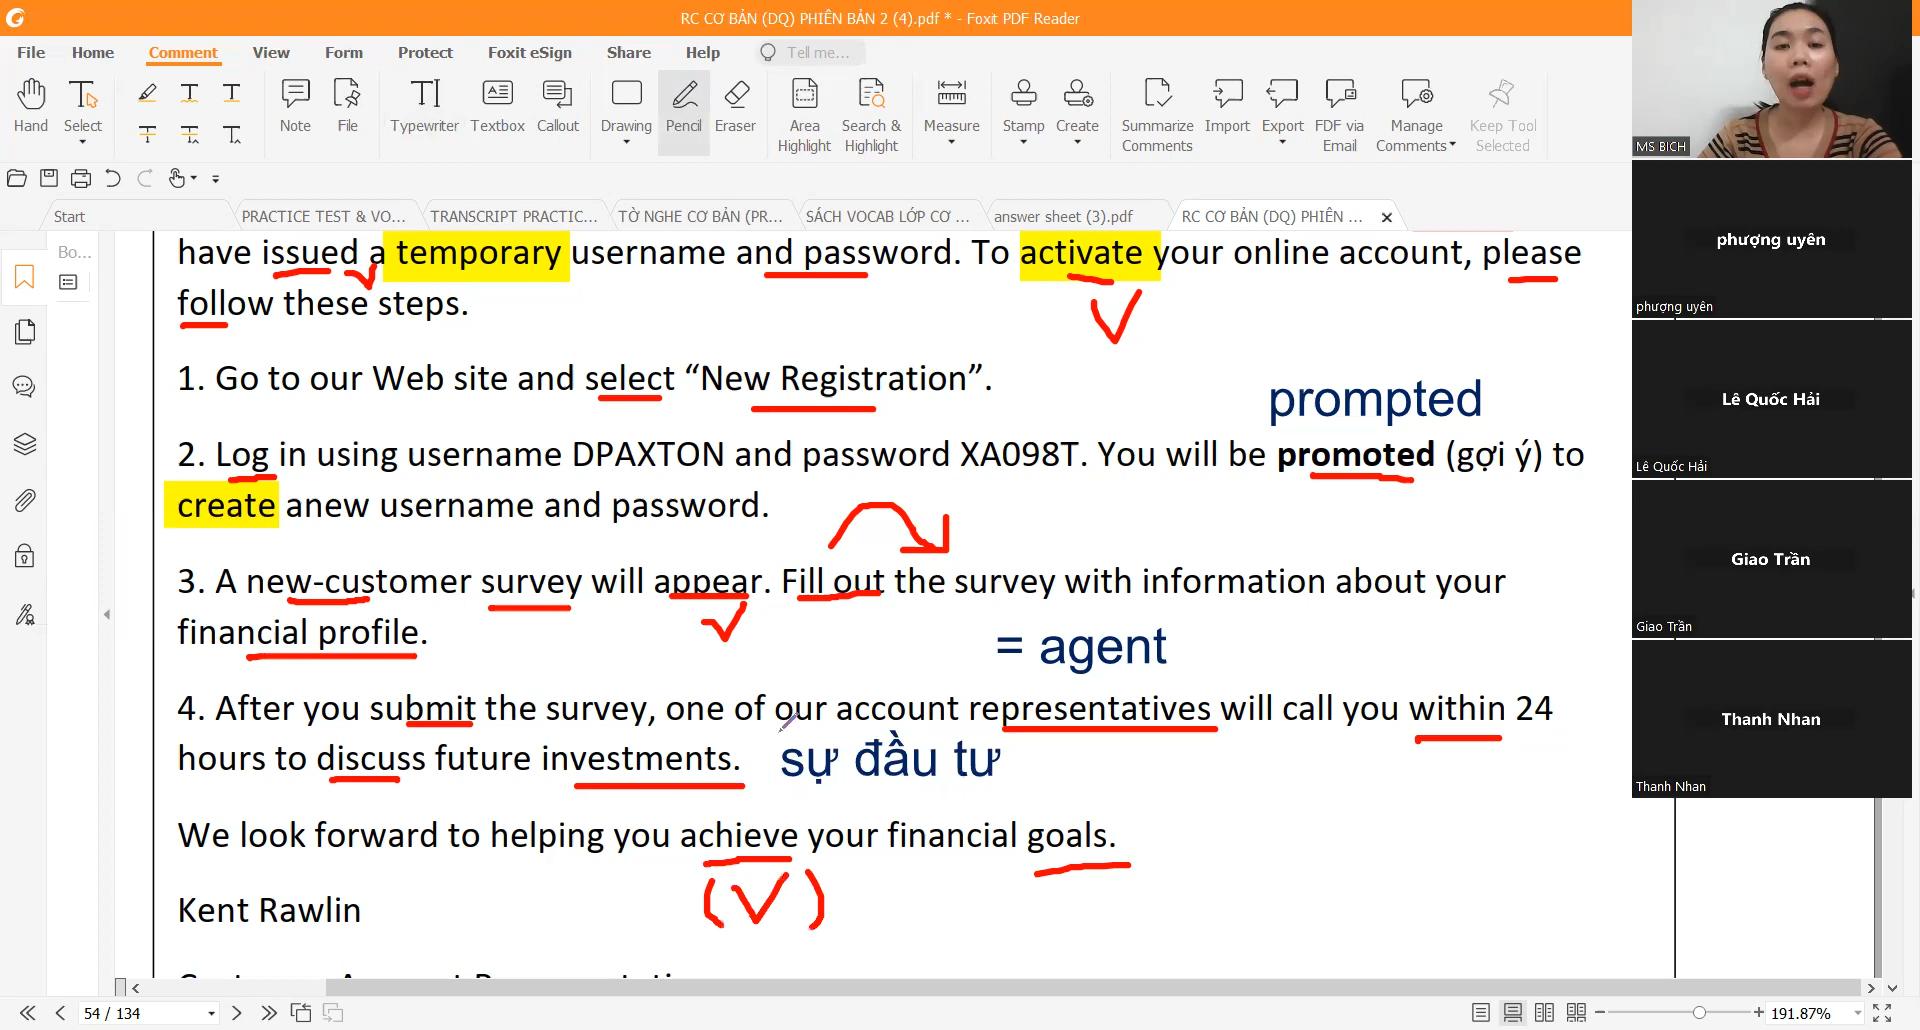 RC CƠ BẢN (DQ) PHIÊN BẢN 2 (4).pdf * - Foxit PDF Reader
File Home Comment View Form Protect Foxit eSign Share Help Tell me...
Hand Select Note File Typewriter Textbox Callout Drawing Pencil Eraser Area Highlight Search & Highlight Measure Stamp Create Summarize Comments Import Export FDF via Email Manage Comments Keep Tool Selected
Start PRACTICE TEST & VO... TRANSCRIPT PRACTIC... TỜ NGHE CƠ BẢN (PR... SÁCH VOCAB LỚP CƠ ... answer sheet (3).pdf RC CƠ BẢN (DQ) PHIÊN ...
Bo...
have issued a temporary username and password. To activate your online account, please
follow these steps.
1. Go to our Web site and select “New Registration”.
prompted
2. Log in using username DPAXTON and password XA098T. You will be promoted (gợi ý) to
create anew username and password.
3. A new-customer survey will appear. Fill out the survey with information about your
financial profile.
= agent
4. After you submit the survey, one of our account representatives will call you within 24
hours to discuss future investments. sự đầu tư
We look forward to helping you achieve your financial goals.
Kent Rawlin
54 / 134
191.87%
MS BICH
phượng uyên
phượng uyên
Lê Quốc Hải
Lê Quốc Hải
Giao Trần
Giao Trần
Thanh Nhan
Thanh Nhan